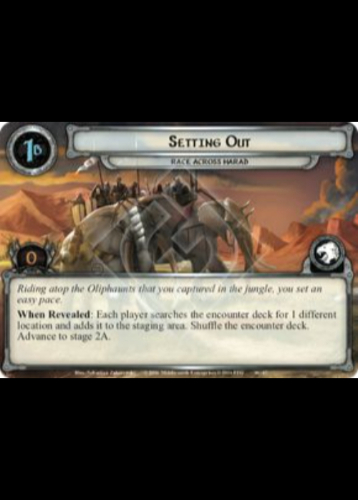 1B
SETTING OUT
RACE ACROSS HARAD
0
Riding atop the Oliphaunts that you captured in the jungle, you set an
easy pace.
When Revealed: Each player searches the encounter deck for 1 different
location and adds it to the staging area. Shuffle the encounter deck.
Advance to stage 2A.